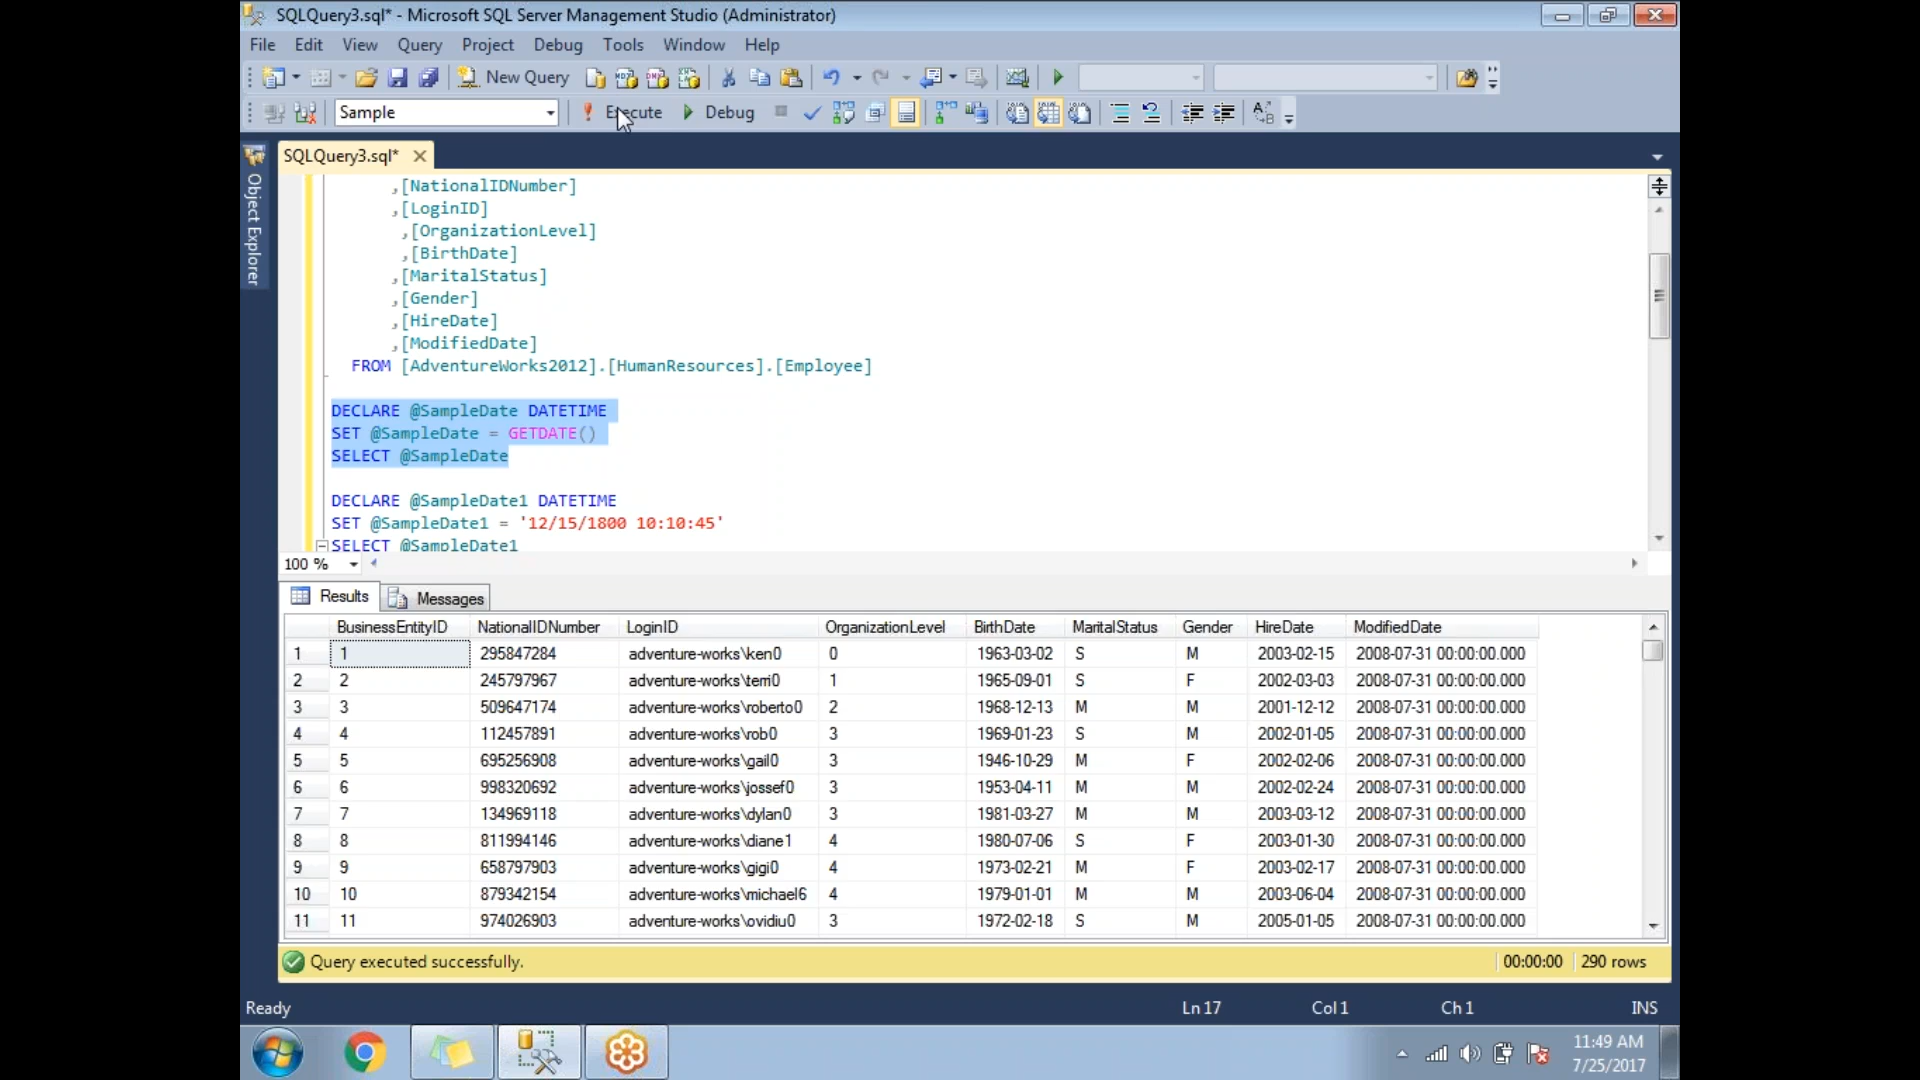 SQLQuery3.sql* - Microsoft SQL Server Management Studio (Administrator)
File Edit View Query Project Debug Tools Window Help
New Query
Sample Execute Debug
SQLQuery3.sql*
Object Explorer
,[NationalIDNumber]
,[LoginID]
,[OrganizationLevel]
,[BirthDate]
,[MaritalStatus]
,[Gender]
,[HireDate]
,[ModifiedDate]
FROM [AdventureWorks2012].[HumanResources].[Employee]
DECLARE @SampleDate DATETIME
SET @SampleDate = GETDATE()
SELECT @SampleDate
DECLARE @SampleDate1 DATETIME
SET @SampleDate1 = '12/15/1800 10:10:45'
SELECT @SampleDate1
100 %
Results Messages
BusinessEntityID NationalIDNumber LoginID OrganizationLevel BirthDate MaritalStatus Gender HireDate ModifiedDate
1 1 295847284 adventure-works\ken0 0 1963-03-02 S M 2003-02-15 2008-07-31 00:00:00.000
2 2 245797967 adventure-works\terri0 1 1965-09-01 S F 2002-03-03 2008-07-31 00:00:00.000
3 3 509647174 adventure-works\roberto0 2 1968-12-13 M M 2001-12-12 2008-07-31 00:00:00.000
4 4 112457891 adventure-works\rob0 3 1969-01-23 S M 2002-01-05 2008-07-31 00:00:00.000
5 5 695256908 adventure-works\gail0 3 1946-10-29 M F 2002-02-06 2008-07-31 00:00:00.000
6 6 998320692 adventure-works\jossef0 3 1953-04-11 M M 2002-02-24 2008-07-31 00:00:00.000
7 7 134969118 adventure-works\dylan0 3 1981-03-27 M M 2003-03-12 2008-07-31 00:00:00.000
8 8 811994146 adventure-works\diane1 4 1980-07-06 S F 2003-01-30 2008-07-31 00:00:00.000
9 9 658797903 adventure-works\gigi0 4 1973-02-21 M F 2003-02-17 2008-07-31 00:00:00.000
10 10 879342154 adventure-works\michael6 4 1979-01-01 M M 2003-06-04 2008-07-31 00:00:00.000
11 11 974026903 adventure-works\ovidiu0 3 1972-02-18 S M 2005-01-05 2008-07-31 00:00:00.000
Query executed successfully. 00:00:00 290 rows
Ready Ln 17 Col 1 Ch 1 INS
11:49 AM
7/25/2017